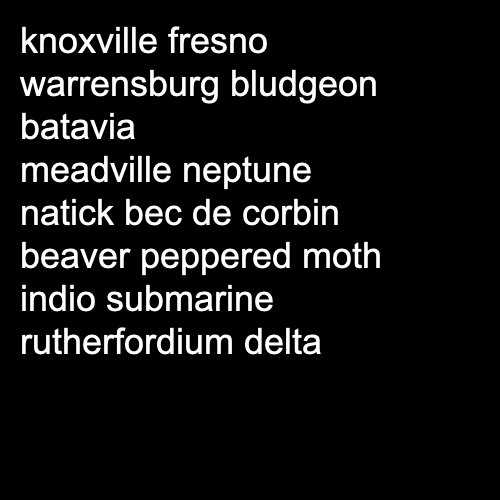 knoxville fresno
warrensburg bludgeon
batavia
meadville neptune
natick bec de corbin
beaver peppered moth
indio submarine
rutherfordium delta